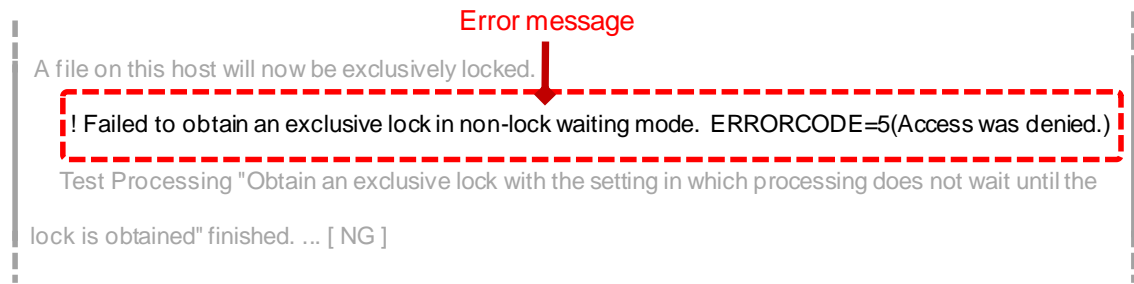 Error message
A file on this host will now be exclusively locked.
! Failed to obtain an exclusive lock in non-lock waiting mode. ERRORCODE=5(Access was denied.)
Test Processing "Obtain an exclusive lock with the setting in which processing does not wait until the
lock is obtained" finished. ... [ NG ]